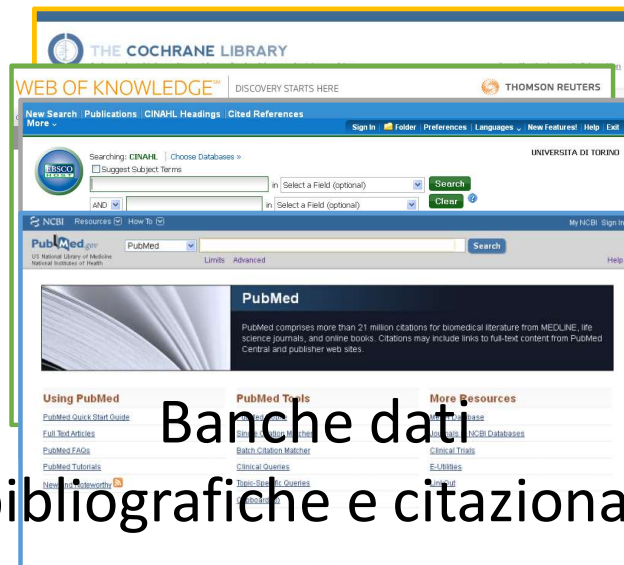 THE COCHRANE LIBRARY
WEB OF KNOWLEDGE℠ DISCOVERY STARTS HERE THOMSON REUTERS
New Search Publications CINAHL Headings Cited References
More
Sign In Folder Preferences Languages New Features! Help Exit
Searching: CINAHL Choose Databases »
UNIVERSITA DI TORINO
Suggest Subject Terms
EBSCO
HOST
in Select a Field (optional) Search
AND in Select a Field (optional) Clear
NCBI Resources How To My NCBI Sign In
PubMed.gov PubMed Search
US National Library of Medicine
National Institutes of Health
Limits Advanced Help
PubMed
PubMed comprises more than 21 million citations for biomedical literature from MEDLINE, life
science journals, and online books. Citations may include links to full-text content from PubMed
Central and publisher web sites.
Using PubMed PubMed Tools More Resources
PubMed Quick Start Guide
Full Text Articles
PubMed FAQs Batch Citation Matcher Clinical Trials
PubMed Tutorials Clinical Queries E-Utilities
Topic-Specific Queries
Banche dati
bibliografiche e citaziona